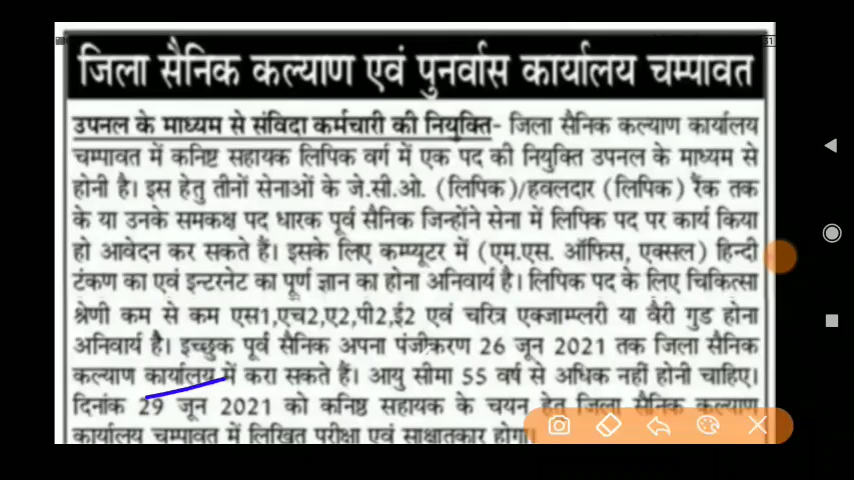 जिला सैनिक कल्याण एवं पुनर्वास कार्यालय चम्पावत
31
उपनल के माध्यम से संविदा कर्मचारी की नियुक्ति- जिला सैनिक कल्याण कार्यालय
चम्पावत में कनिष्ट सहायक लिपिक वर्ग में एक पद की नियुक्ति उपनल के माध्यम से
होनी है। इस हेतु तीनों सेनाओं के जे.सी.ओ. (लिपिक)/हवलदार (लिपिक) रैंक तक
के या उनके समकक्ष पद धारक पूर्व सैनिक जिन्होंने सेना में लिपिक पद पर कार्य किया
हो आवेदन कर सकते हैं। इसके लिए कम्प्यूटर में (एम.एस. ऑफिस, एक्सल) हिन्दी
टंकण का एवं इन्टरनेट का पूर्ण ज्ञान का होना अनिवार्य है। लिपिक पद के लिए चिकित्सा
श्रेणी कम से कम एस1,एच2,ए2,पी2,ई2 एवं चरित्र एक्जाम्प्लरी या वैरी गुड होना
अनिवार्य है। इच्छुक पूर्व सैनिक अपना पंजीकरण 26 जून 2021 तक जिला सैनिक
कल्याण कार्यालय में करा सकते हैं। आयु सीमा 55 वर्ष से अधिक नहीं होनी चाहिए।
दिनांक 29 जून 2021 को कनिष्ठ सहायक के चयन हेतु जिला सैनिक कल्याण
कार्यालय चम्पावत में लिखित परीक्षा एवं साक्षात्कार होगा।